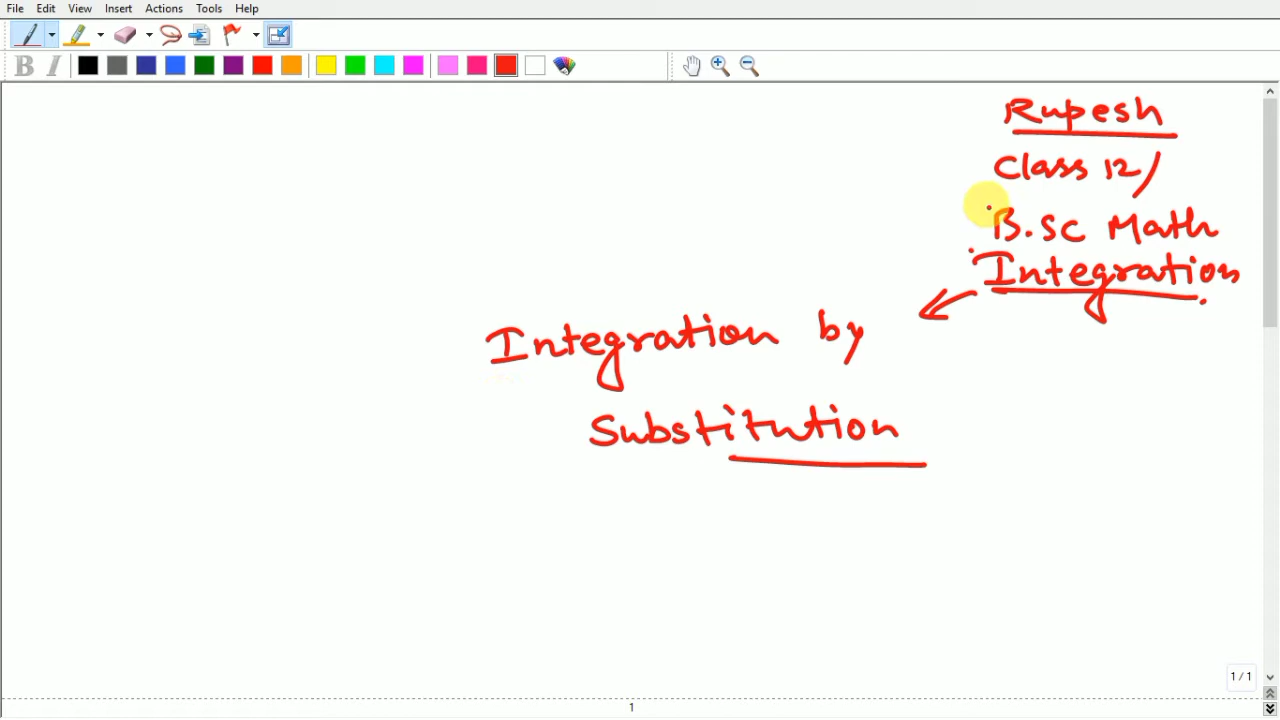 File Edit View Insert Actions Tools Help
B I
Rupesh
Class 12/
B.SC Math
Integration
Integration by
Substitution
1 / 1
1